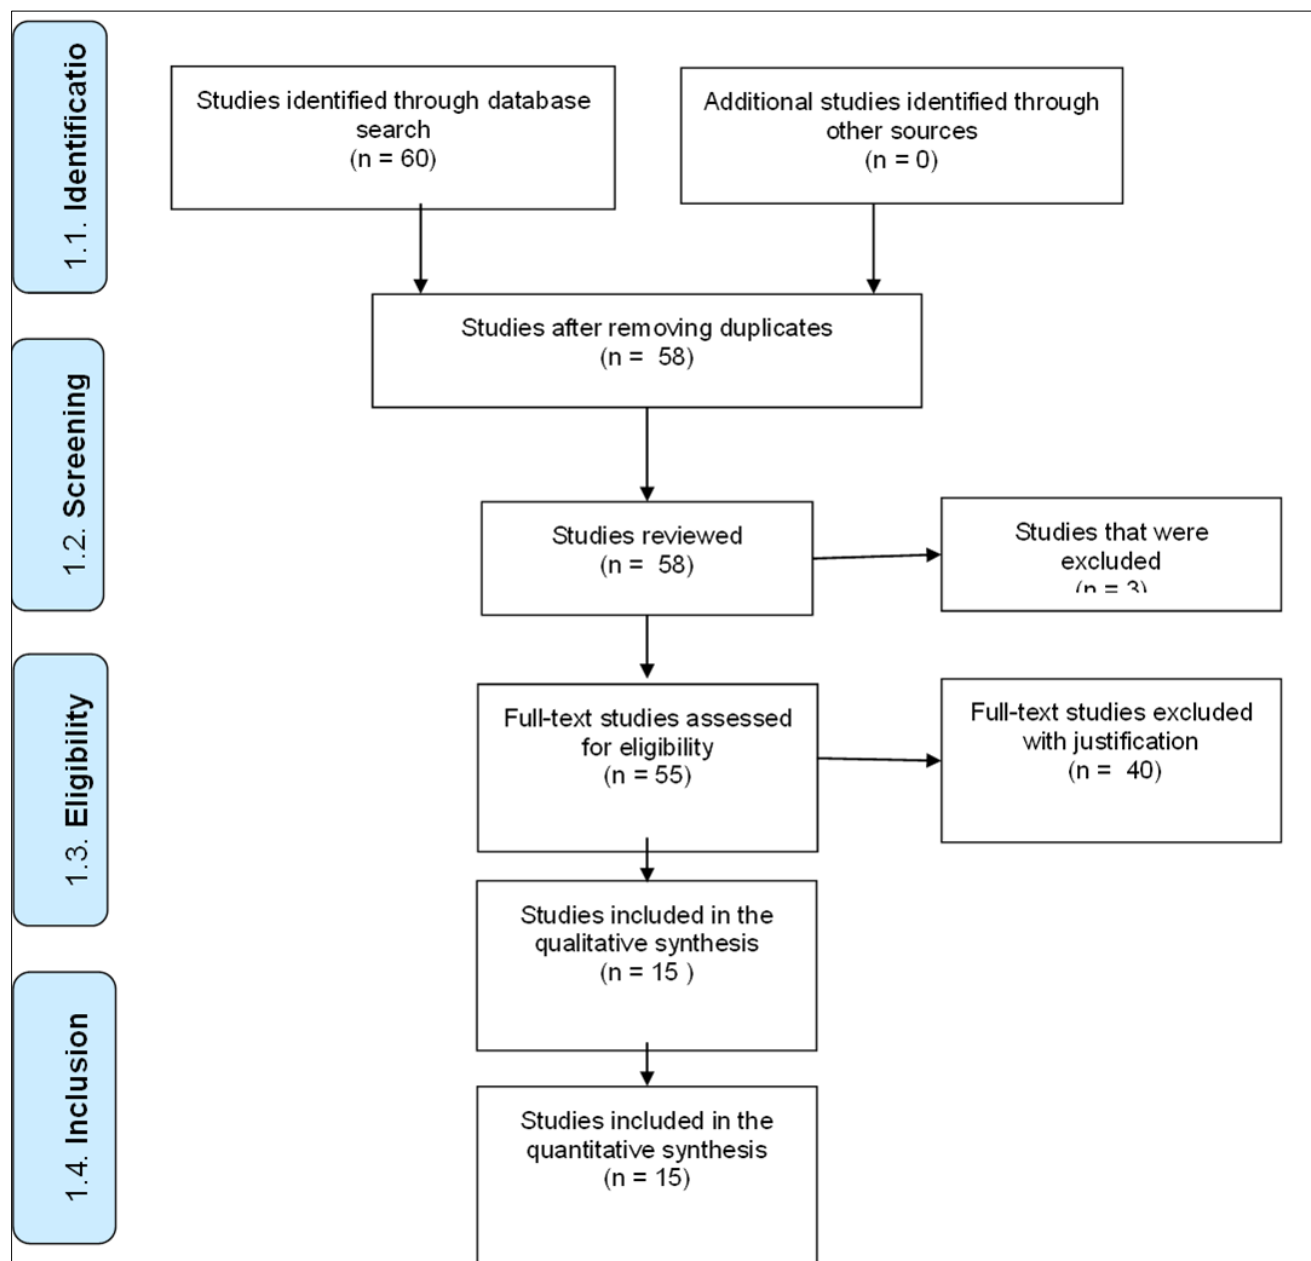 1.1. Identificatio
Studies identified through database
search
(n = 60)
Additional studies identified through
other sources
(n = 0)
Studies after removing duplicates
(n = 58)
1.2. Screening
Studies reviewed
(n = 58)
Studies that were
excluded
(n = 3)
1.3. Eligibility
Full-text studies assessed
for eligibility
(n = 55)
Full-text studies excluded
with justification
(n = 40)
Studies included in the
qualitative synthesis
(n = 15 )
1.4. Inclusion
Studies included in the
quantitative synthesis
(n = 15)